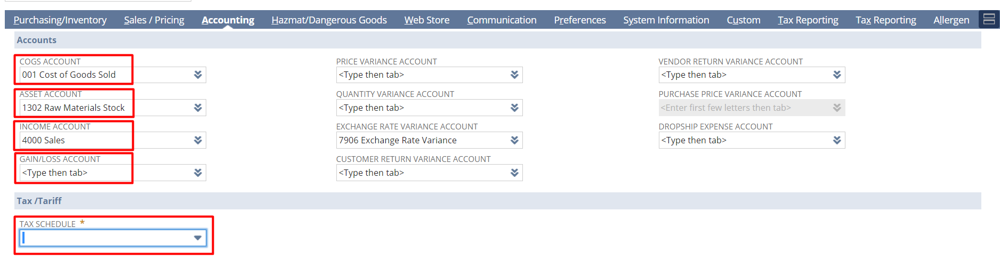 Purchasing/Inventory Sales / Pricing Accounting Hazmat/Dangerous Goods Web Store Communication Preferences System Information Custom Tax Reporting Tax Reporting Allergen
Accounts
COGS ACCOUNT
001 Cost of Goods Sold
ASSET ACCOUNT
1302 Raw Materials Stock
INCOME ACCOUNT
4000 Sales
GAIN/LOSS ACCOUNT
<Type then tab>
PRICE VARIANCE ACCOUNT
<Type then tab>
QUANTITY VARIANCE ACCOUNT
<Type then tab>
EXCHANGE RATE VARIANCE ACCOUNT
7906 Exchange Rate Variance
CUSTOMER RETURN VARIANCE ACCOUNT
<Type then tab>
VENDOR RETURN VARIANCE ACCOUNT
<Type then tab>
PURCHASE PRICE VARIANCE ACCOUNT
<Enter first few letters then tab>
DROPSHIP EXPENSE ACCOUNT
<Type then tab>
Tax /Tariff
TAX SCHEDULE *